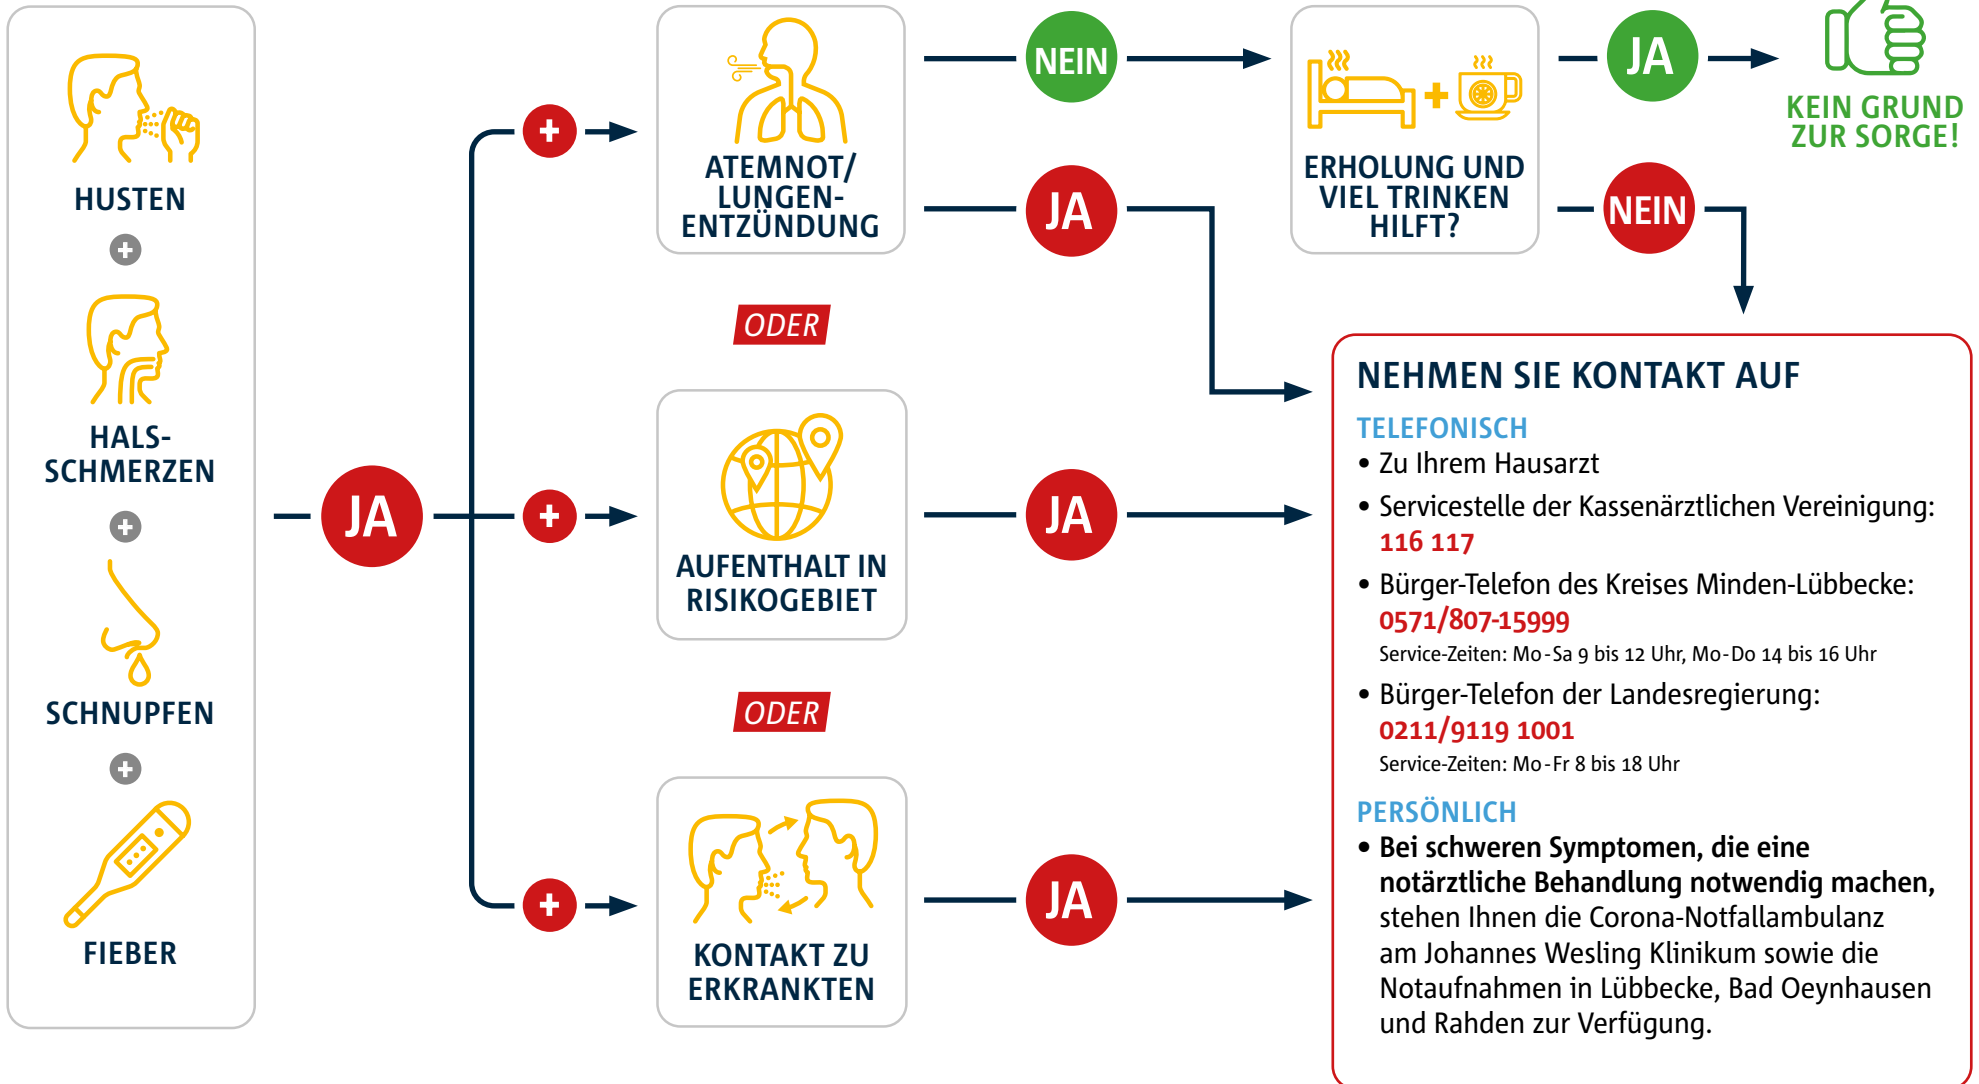 HUSTEN
+
HALS-
SCHMERZEN
+
SCHNUPFEN
+
FIEBER
JA
+
+
+
ATEMNOT/
LUNGEN-
ENTZÜNDUNG
ODER
AUFENTHALT IN
RISIKOGEBIET
ODER
KONTAKT ZU
ERKRANKTEN
NEIN
JA
JA
JA
+
ERHOLUNG UND
VIEL TRINKEN
HILFT?
JA
NEIN
KEIN GRUND
ZUR SORGE!
NEHMEN SIE KONTAKT AUF
TELEFONISCH
• Zu Ihrem Hausarzt
• Servicestelle der Kassenärztlichen Vereinigung:
116 117
• Bürger-Telefon des Kreises Minden-Lübbecke:
0571/807-15999
Service-Zeiten: Mo-Sa 9 bis 12 Uhr, Mo-Do 14 bis 16 Uhr
• Bürger-Telefon der Landesregierung:
0211/9119 1001
Service-Zeiten: Mo-Fr 8 bis 18 Uhr
PERSÖNLICH
• Bei schweren Symptomen, die eine
notärztliche Behandlung notwendig machen,
stehen Ihnen die Corona-Notfallambulanz
am Johannes Wesling Klinikum sowie die
Notaufnahmen in Lübbecke, Bad Oeynhausen
und Rahden zur Verfügung.